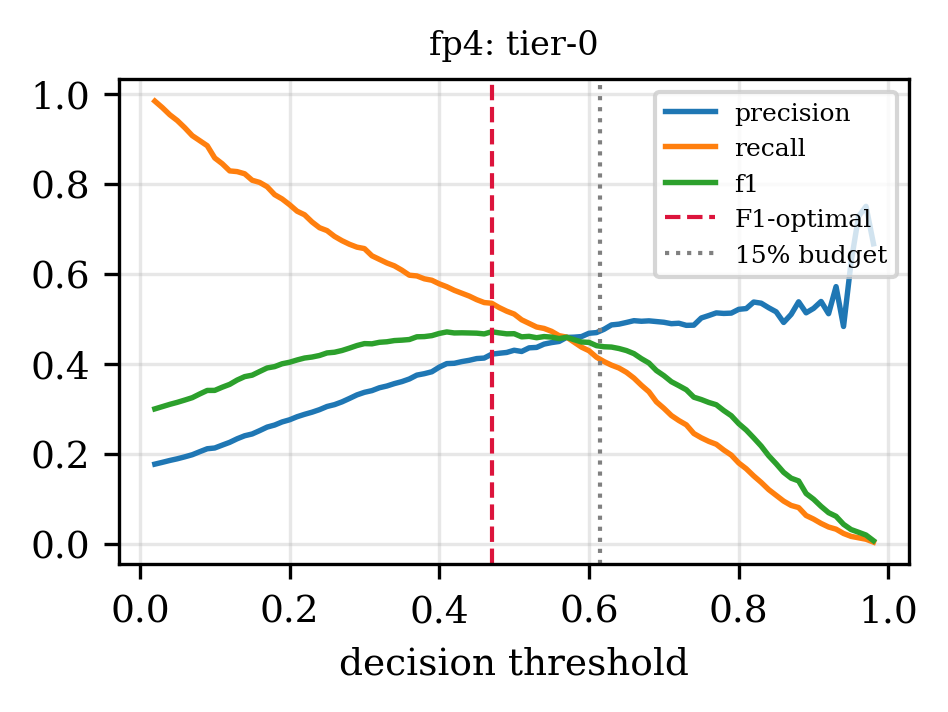 fp4: tier-0
1.0
0.8
0.6
0.4
0.2
0.0
precision
recall
f1
F1-optimal
15% budget
0.0 0.2 0.4 0.6 0.8 1.0
decision threshold